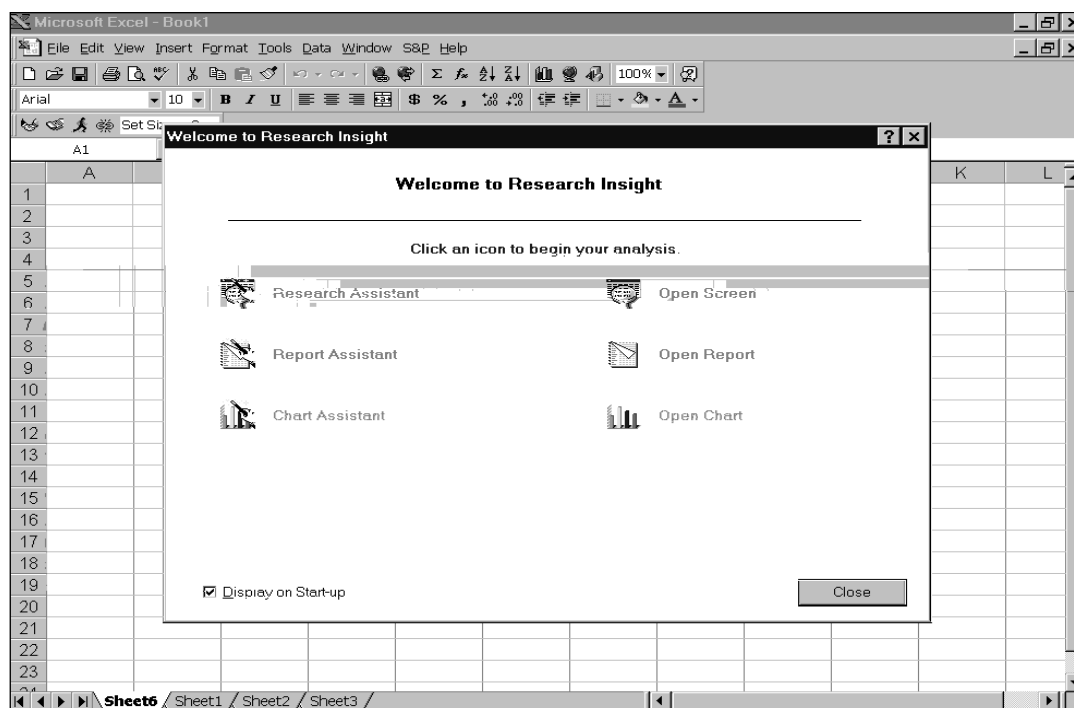 Microsoft Excel - Book1
File Edit View Insert Format Tools Data Window S&P Help
100%
Arial 10 B I U $ % ,
Set
A1
Welcome to Research Insight
A K L
Welcome to Research Insight
Click an icon to begin your analysis.
Research Assistant Open Screen
Report Assistant Open Report
Chart Assistant Open Chart
Display on Start-up Close
1
2
3
4
5
6
7
8
9
10
11
12
13
14
15
16
17
18
19
20
21
22
23
Sheet6 Sheet1 Sheet2 Sheet3